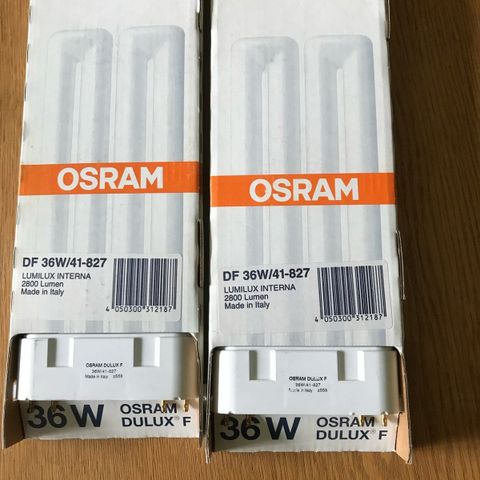 OSRAM
DF 36W/41-827
LUMILUX INTERNA
2800 Lumen
Made in Italy
4 050300 312187
OSRAM DULUX F
36W/41-827
Made in Italy
36 W
OSRAM
DULUX® F
OSRAM
DF 36W/41-827
LUMILUX INTERNA
2800 Lumen
Made in Italy
4 050300 312187
OSRAM DULUX F
36W/41-827
Made in Italy
36 W
OSRAM
DULUX® F